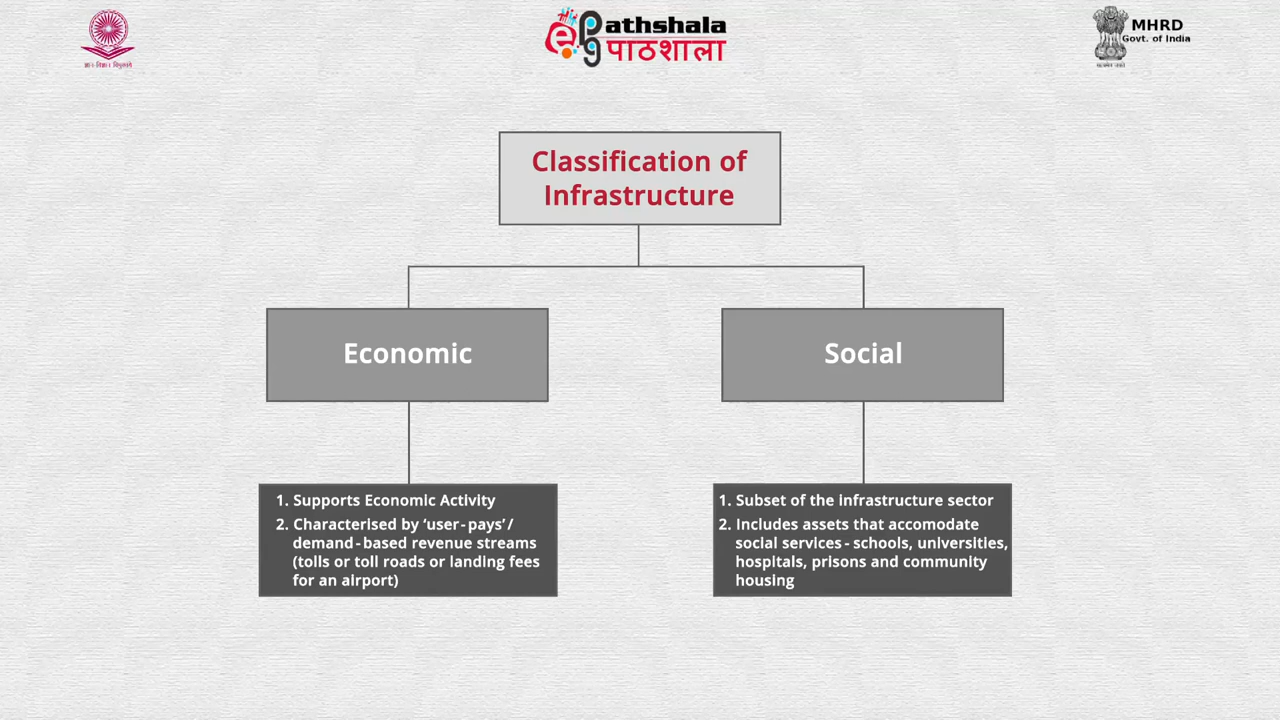 ePathshala
पाठशाला
MHRD
Govt. of India
Classification of
Infrastructure
Economic
Social
1. Supports Economic Activity
2. Characterised by ‘user-pays’/
demand-based revenue streams
(tolls or toll roads or landing fees
for an airport)
1. Subset of the infrastructure sector
2. Includes assets that accomodate
social services - schools, universities,
hospitals, prisons and community
housing